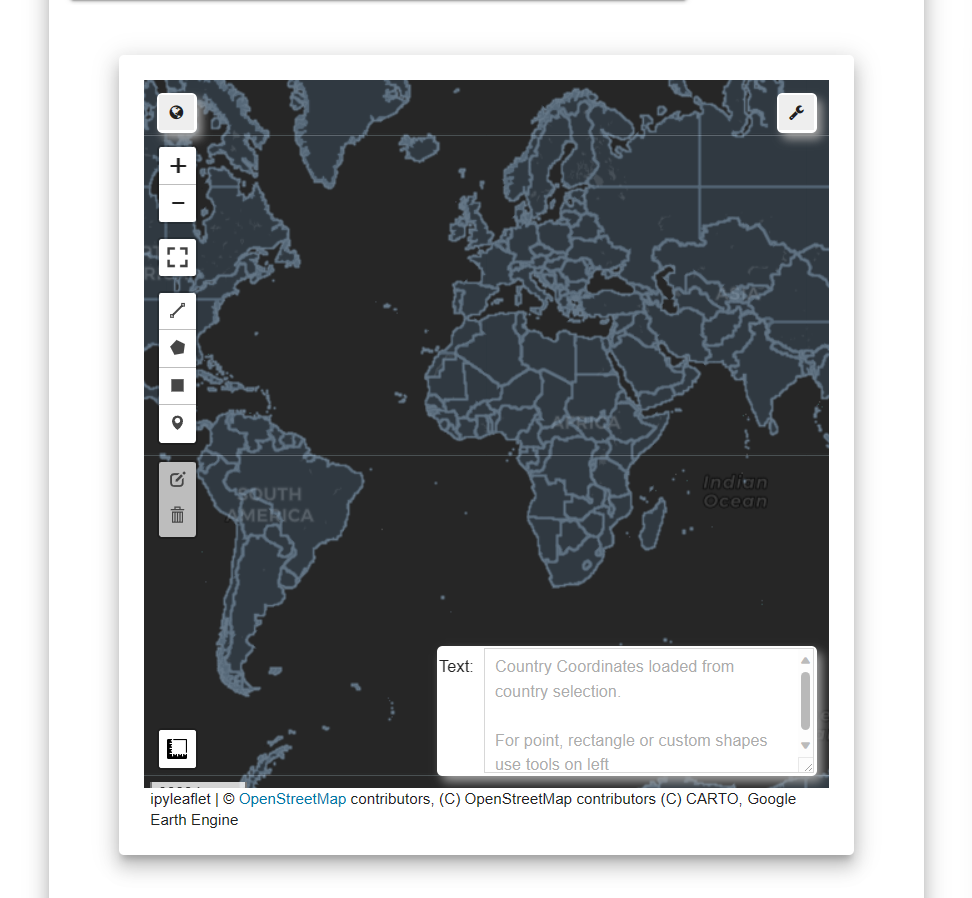 +
−
ASIA
AFRICA
SOUTH
AMERICA
Indian
Ocean
Text:
Country Coordinates loaded from
country selection.
For point, rectangle or custom shapes
use tools on left
ipyleaflet | © OpenStreetMap contributors, (C) OpenStreetMap contributors (C) CARTO, Google
Earth Engine